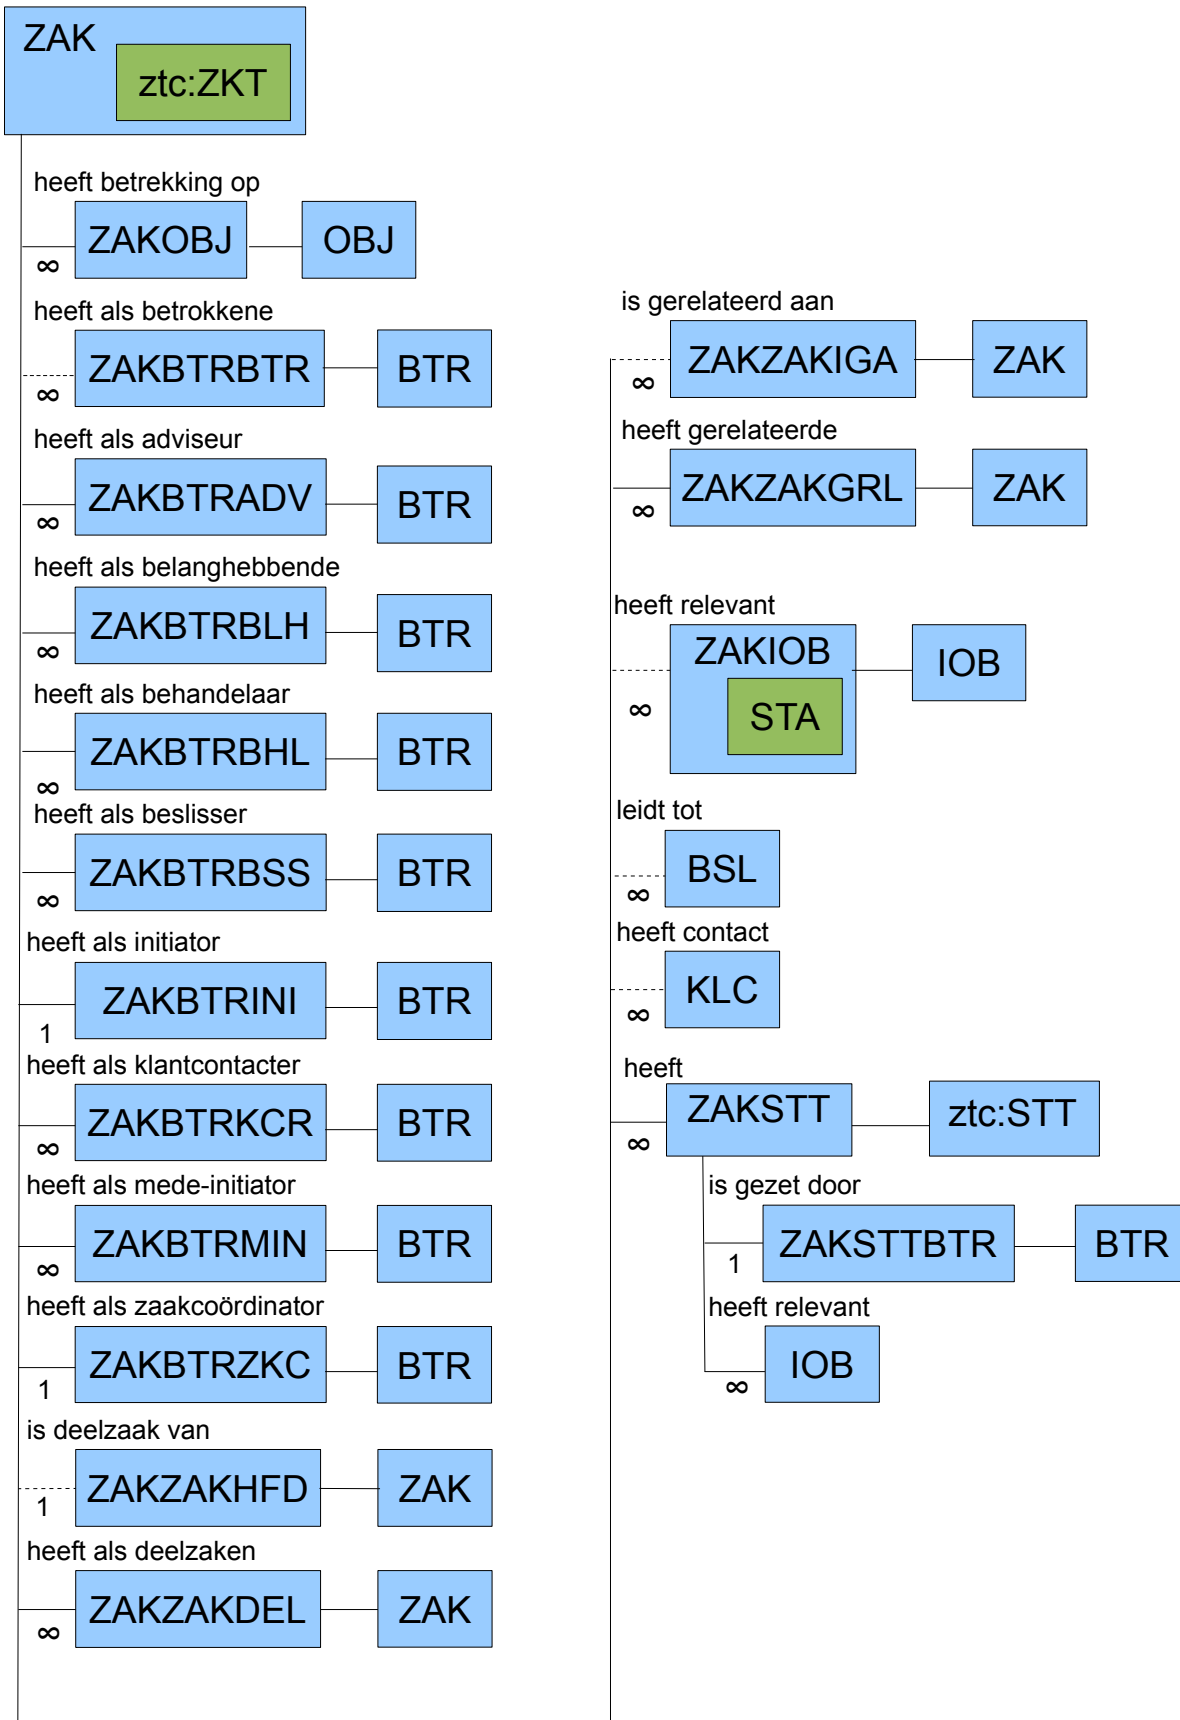 ZAK
ztc:ZKT
heeft betrekking op
ZAKOBJ
OBJ
∞
heeft als betrokkene
ZAKBTRBTR
BTR
∞
heeft als adviseur
ZAKBTRADV
BTR
∞
heeft als belanghebbende
ZAKBTRBLH
BTR
∞
heeft als behandelaar
ZAKBTRBHL
BTR
∞
heeft als beslisser
ZAKBTRBSS
BTR
∞
heeft als initiator
ZAKBTRINI
BTR
1
heeft als klantcontacter
ZAKBTRKCR
BTR
∞
heeft als mede-initiator
ZAKBTRMIN
BTR
∞
heeft als zaakcoördinator
ZAKBTRZKC
BTR
1
is deelzaak van
ZAKZAKHFD
ZAK
1
heeft als deelzaken
ZAKZAKDEL
ZAK
∞
is gerelateerd aan
ZAKZAKIGA
ZAK
∞
heeft gerelateerde
ZAKZAKGRL
ZAK
∞
heeft relevant
ZAKIOB
IOB
STA
∞
leidt tot
BSL
∞
heeft contact
KLC
∞
heeft
ZAKSTT
ztc:STT
∞
is gezet door
ZAKSTTBTR
BTR
1
heeft relevant
IOB
∞